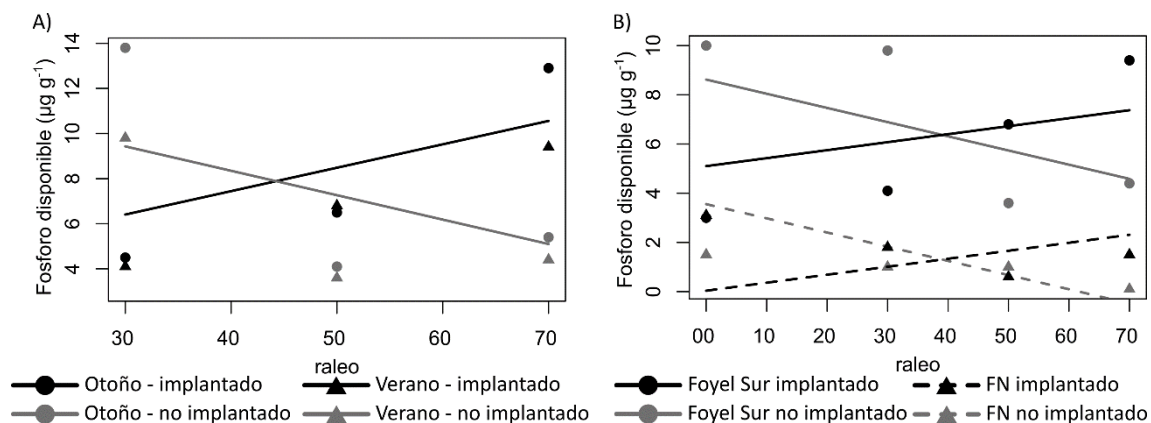 A)
Fosforo disponible (µg g⁻¹)
14
12
10
8
6
4
30 40 50 60 70
raleo
Otoño - implantado Verano - implantado
Otoño - no implantado Verano - no implantado
B)
Fosforo disponible (µg g⁻¹)
10
8
6
4
2
0
00 10 20 30 40 50 60 70
raleo
Foyel Sur implantado FN implantado
Foyel Sur no implantado FN no implantado